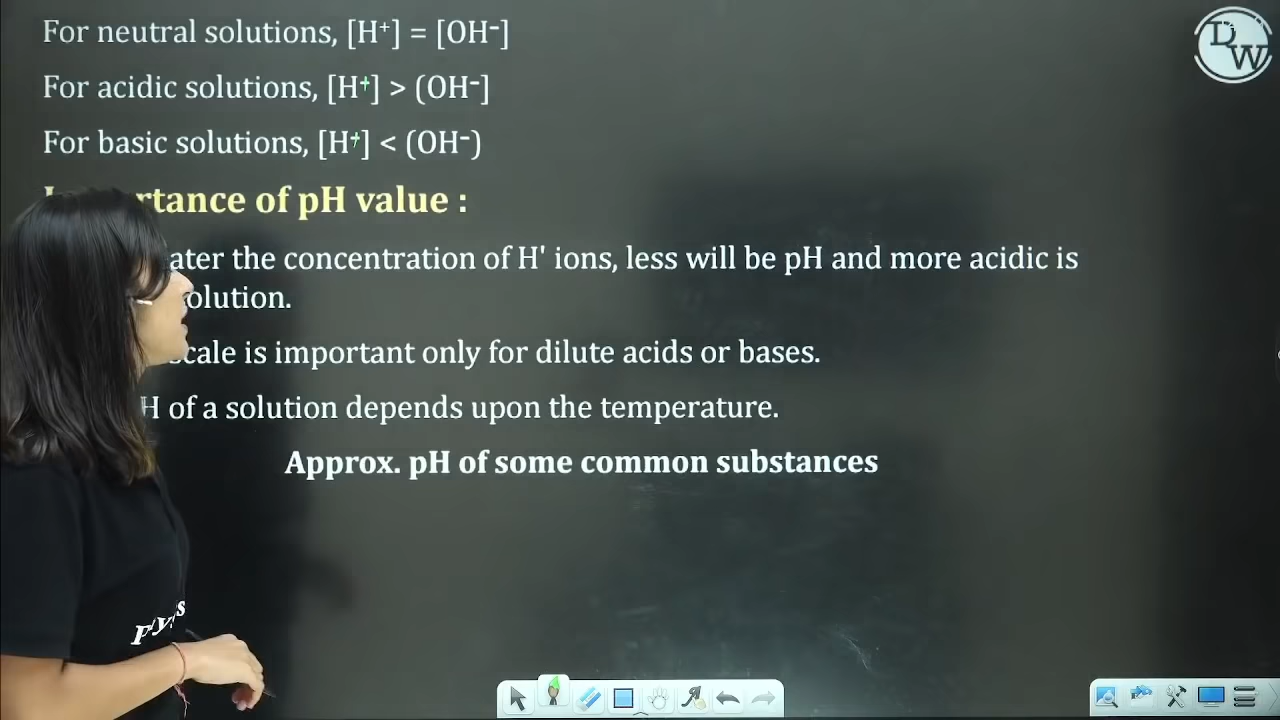 For neutral solutions, [H⁺] = [OH⁻]
For acidic solutions, [H⁺] > (OH⁻]
For basic solutions, [H⁺] < (OH⁻)
rtance of pH value :
ater the concentration of H' ions, less will be pH and more acidic is
olution.
scale is important only for dilute acids or bases.
H of a solution depends upon the temperature.
Approx. pH of some common substances
DW